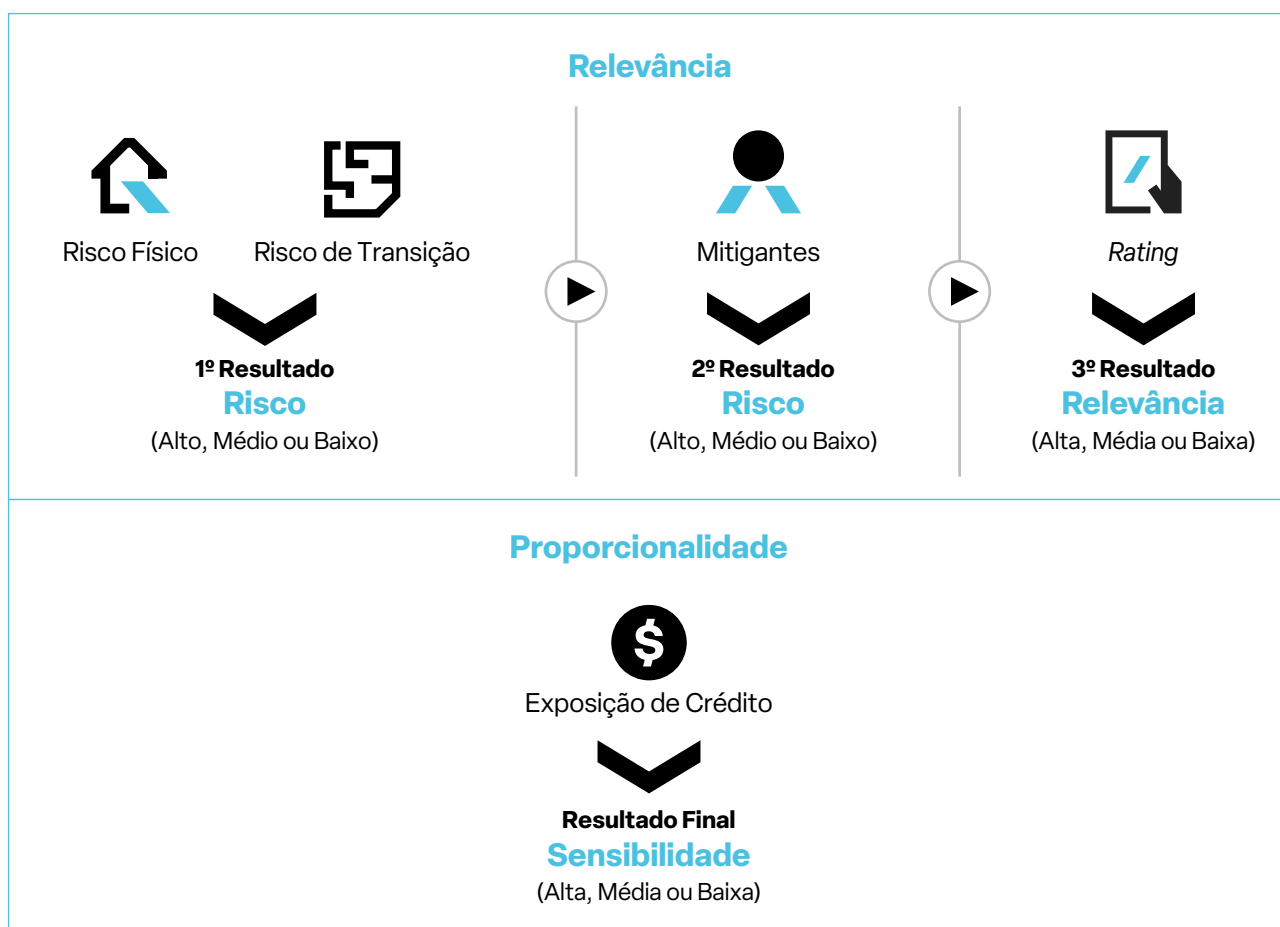 Relevância
Risco Físico
Risco de Transição
1º Resultado
Risco
(Alto, Médio ou Baixo)
Mitigantes
2º Resultado
Risco
(Alto, Médio ou Baixo)
Rating
3º Resultado
Relevância
(Alta, Média ou Baixa)
Proporcionalidade
$
Exposição de Crédito
Resultado Final
Sensibilidade
(Alta, Média ou Baixa)